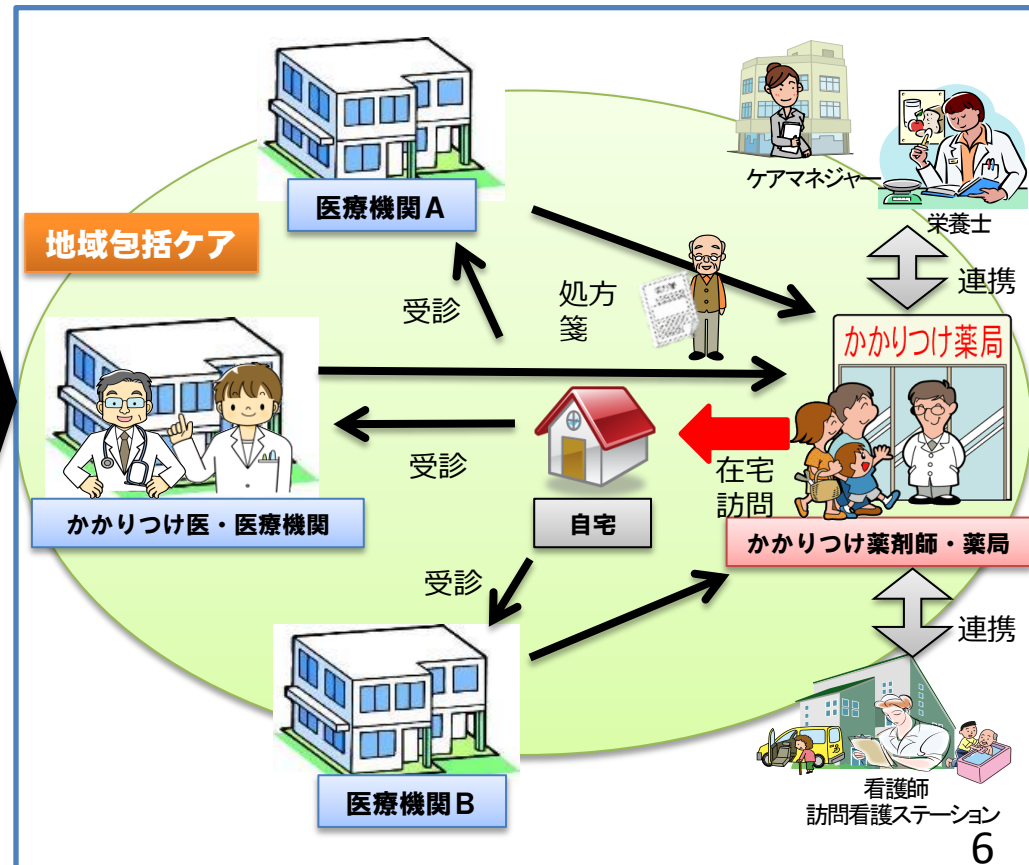 ケアマネジャー
医療機関A
栄養士
地域包括ケア
受診
処方
箋
連携
かかりつけ薬局
受診
在宅
訪問
かかりつけ医・医療機関
自宅
かかりつけ薬剤師・薬局
受診
連携
医療機関B
看護師
訪問看護ステーション
6